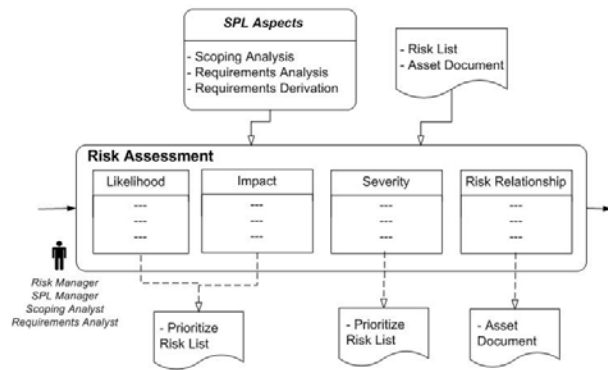 SPL Aspects
- Scoping Analysis
- Requirements Analysis
- Requirements Derivation
- Risk List
- Asset Document
Risk Assessment
Likelihood
Impact
Severity
Risk Relationship
--- --- --- ---
--- --- --- ---
--- --- --- ---
Risk Manager
SPL Manager
Scoping Analyst
Requirements Analyst
- Prioritize
Risk List
- Prioritize
Risk List
- Asset
Document